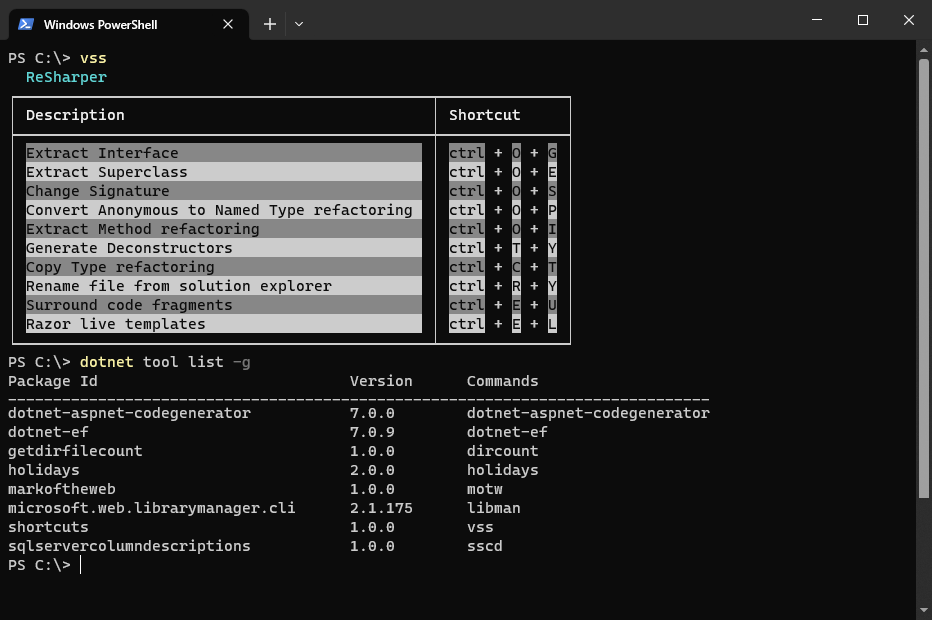 Windows PowerShell
PS C:\> vss
ReSharper
Description Shortcut
Extract Interface ctrl + O + G
Extract Superclass ctrl + O + E
Change Signature ctrl + O + S
Convert Anonymous to Named Type refactoring ctrl + O + P
Extract Method refactoring ctrl + O + I
Generate Deconstructors ctrl + T + Y
Copy Type refactoring ctrl + C + T
Rename file from solution explorer ctrl + R + Y
Surround code fragments ctrl + E + U
Razor live templates ctrl + E + L
PS C:\> dotnet tool list -g
Package Id Version Commands
------------------------------------------------------------------------------
dotnet-aspnet-codegenerator 7.0.0 dotnet-aspnet-codegenerator
dotnet-ef 7.0.9 dotnet-ef
getdirfilecount 1.0.0 dircount
holidays 2.0.0 holidays
markoftheweb 1.0.0 motw
microsoft.web.librarymanager.cli 2.1.175 libman
shortcuts 1.0.0 vss
sqlservercolumndescriptions 1.0.0 sscd
PS C:\>